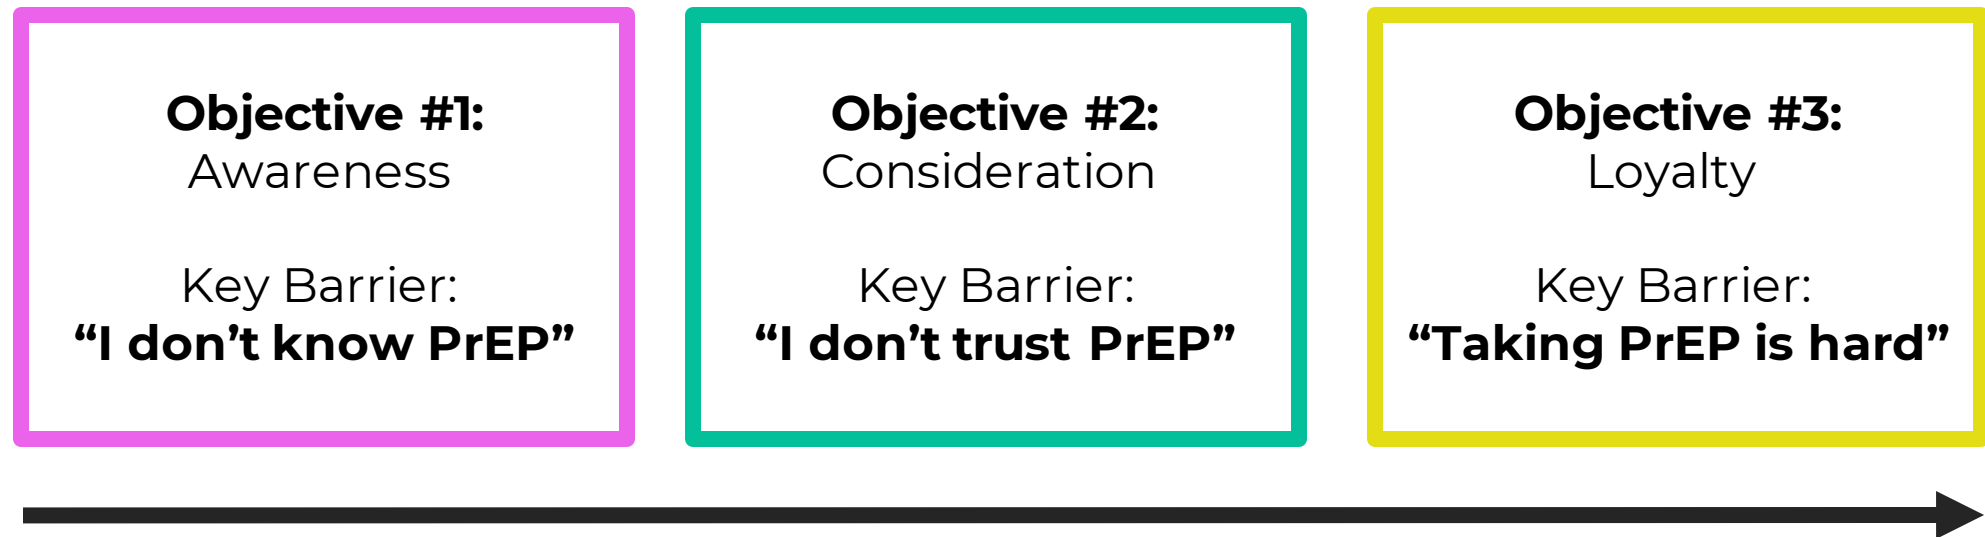 Objective #1:
Awareness
Key Barrier:
“I don’t know PrEP”
Objective #2:
Consideration
Key Barrier:
“I don’t trust PrEP”
Objective #3:
Loyalty
Key Barrier:
“Taking PrEP is hard”